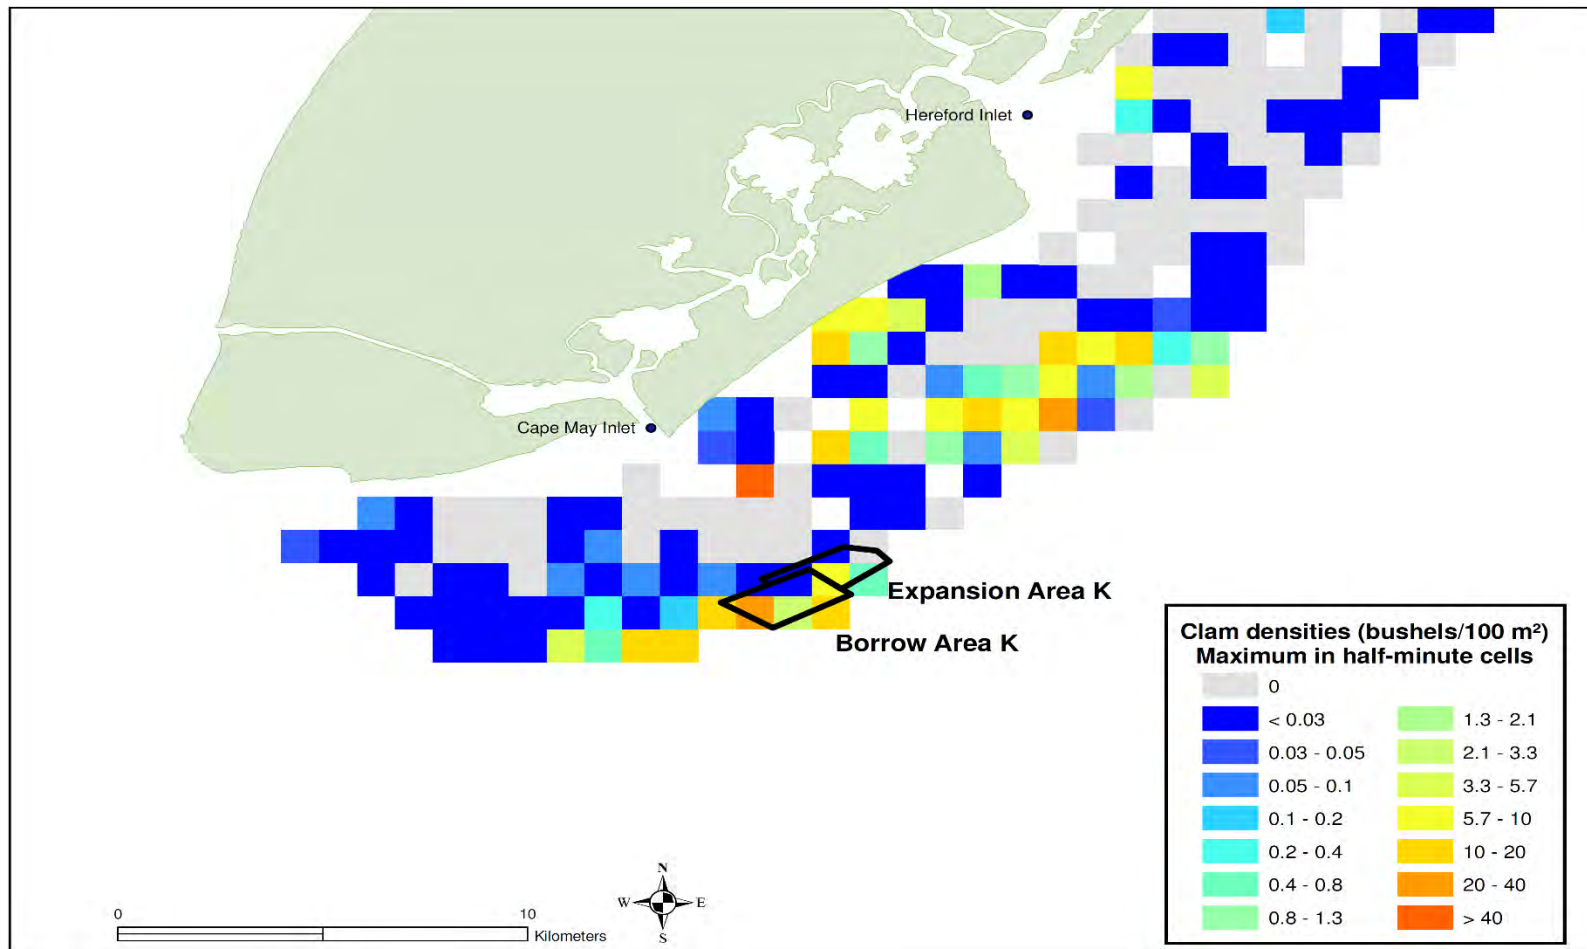 Hereford Inlet
Cape May Inlet
Expansion Area K
Borrow Area K
Clam densities (bushels/100 m²)
Maximum in half-minute cells
0
< 0.03
0.03 - 0.05
0.05 - 0.1
0.1 - 0.2
0.2 - 0.4
0.4 - 0.8
0.8 - 1.3
1.3 - 2.1
2.1 - 3.3
3.3 - 5.7
5.7 - 10
10 - 20
20 - 40
> 40
N
W E
S
0 10
Kilometers